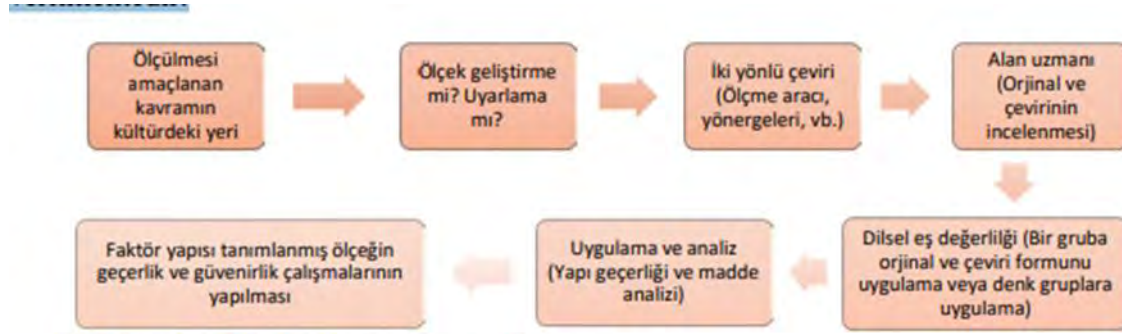 Ölçülmesi
amaçlanan
kavramın
kültürdeki yeri
Ölçek geliştirme
mi? Uyarlama
mı?
İki yönlü çeviri
(Ölçme aracı,
yönergeleri, vb.)
Alan uzmanı
(Orjinal ve
çevirinin
incelenmesi)
Dilsel eş değerlilği (Bir gruba
orjinal ve çeviri formunu
uygulama veya denk gruplara
uygulama)
Uygulama ve analiz
(Yapı geçerliği ve madde
analizi)
Faktör yapısı tanımlanmış ölçeğin
geçerlik ve güvenirlik çalışmalarının
yapılması